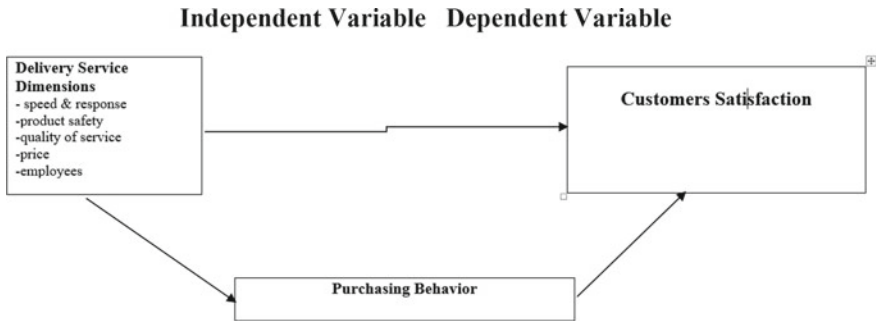 Independent Variable Dependent Variable
Delivery Service
Dimensions
- speed & response
-product safety
-quality of service
-price
-employees
Customers Satisfaction
Purchasing Behavior